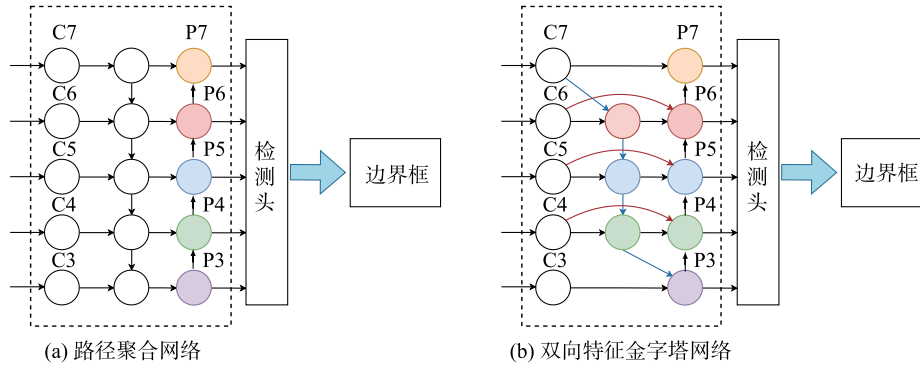 C7
P7
C6
P6
C5
P5
C4
P4
C3
P3
检测头
边界框
(a) 路径聚合网络
C7
P7
C6
P6
C5
P5
C4
P4
C3
P3
检测头
边界框
(b) 双向特征金字塔网络